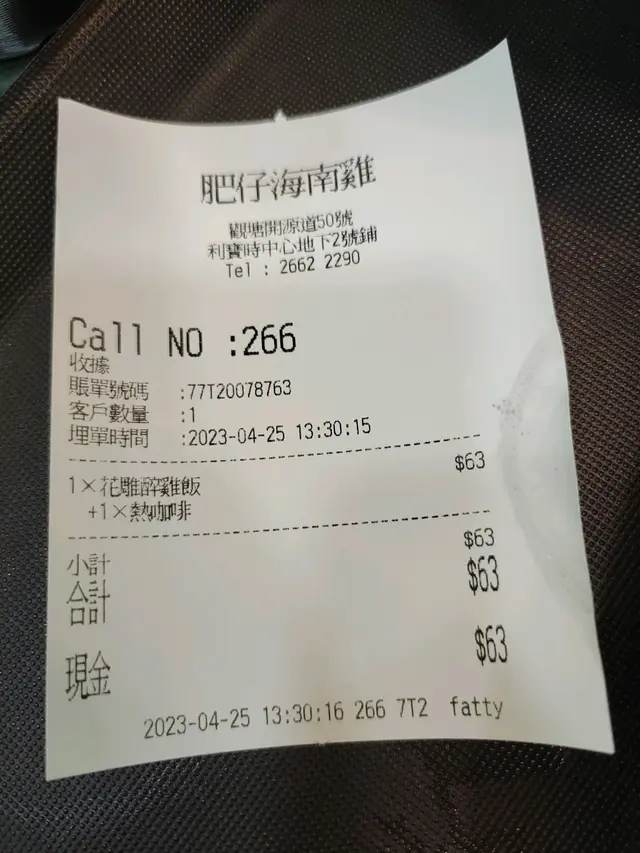 肥仔海南雞
觀塘開源道50號
利寶時中心地下2號鋪
Tel : 2662 2290
Call NO :266
收據
賬單號碼 :77T20078763
客戶數量 :1
埋單時間 :2023-04-25 13:30:15
1×花雕醉雞飯 $63
+1×熱咖啡
小計 $63
合計 $63
現金 $63
2023-04-25 13:30:16 266 7T2 fatty